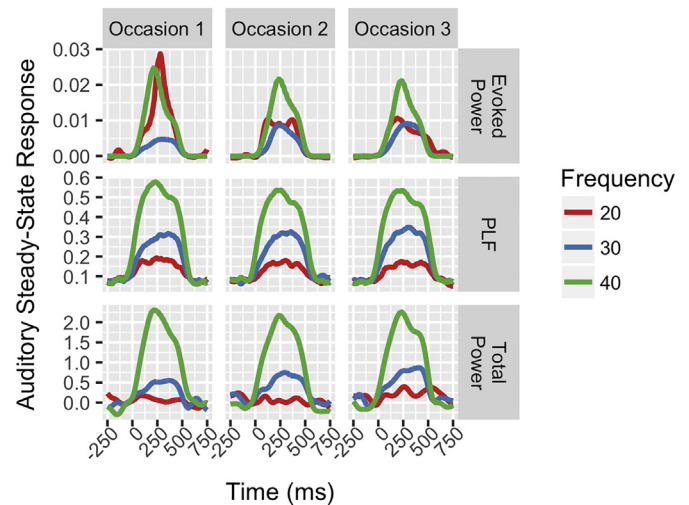 Occasion 1 Occasion 2 Occasion 3
Auditory Steady-State Response
0.03
0.02
0.01
0.00
Evoked
Power
0.6
0.5
0.4
0.3
0.2
0.1
PLF
2.0
1.5
1.0
0.5
0.0
Total
Power
-250 0 250 500 750 -250 0 250 500 750 -250 0 250 500 750
Time (ms)
Frequency
20
30
40